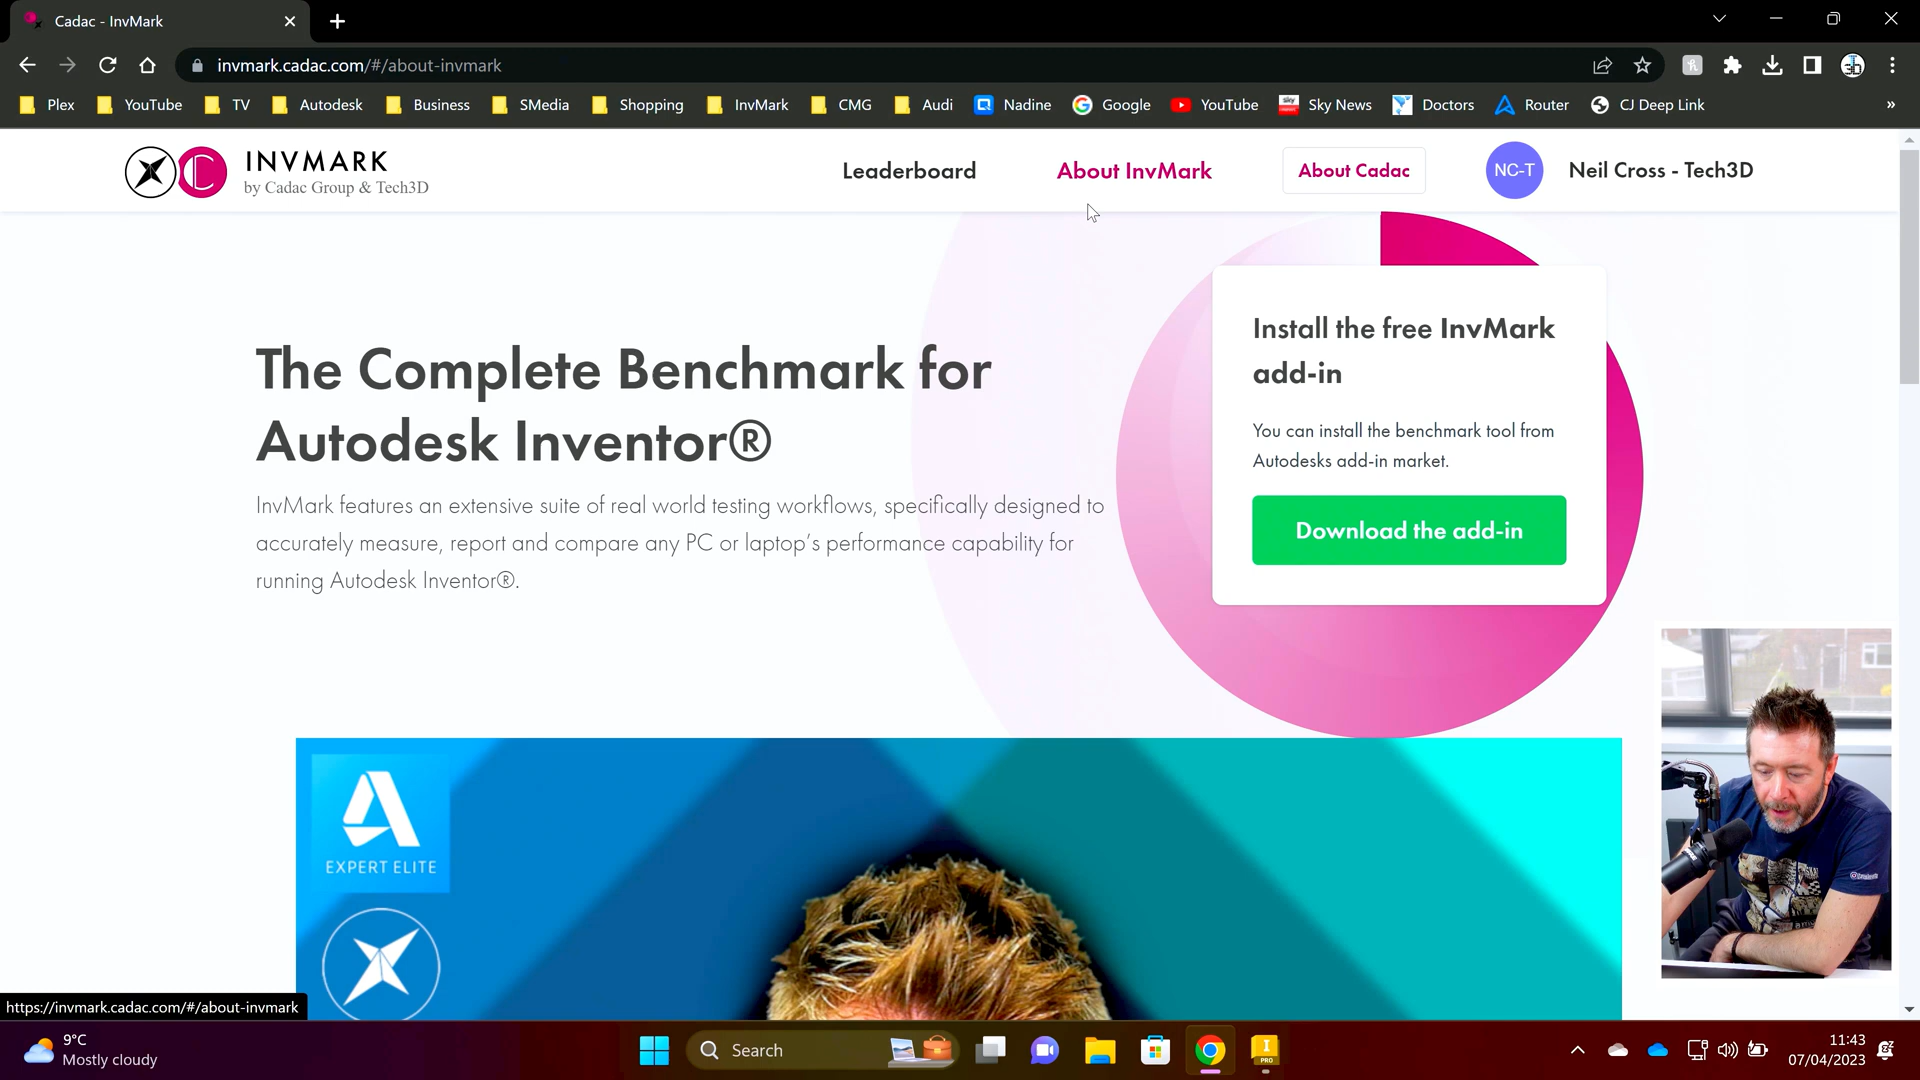 Cadac - InvMark
invmark.cadac.com/#/about-invmark
Plex YouTube TV Autodesk Business SMedia Shopping InvMark CMG Audi Nadine Google YouTube Sky News Doctors Router CJ Deep Link »
INVMARK
by Cadac Group & Tech3D
Leaderboard
About InvMark
About Cadac
NC-T
Neil Cross - Tech3D
The Complete Benchmark for
Autodesk Inventor®
InvMark features an extensive suite of real world testing workflows, specifically designed to
accurately measure, report and compare any PC or laptop's performance capability for
running Autodesk Inventor®.
Install the free InvMark
add-in
You can install the benchmark tool from
Autodesks add-in market.
Download the add-in
A
EXPERT ELITE
https://invmark.cadac.com/#/about-invmark
9°C
Mostly cloudy
Search
I
PRO
11:43
07/04/2023